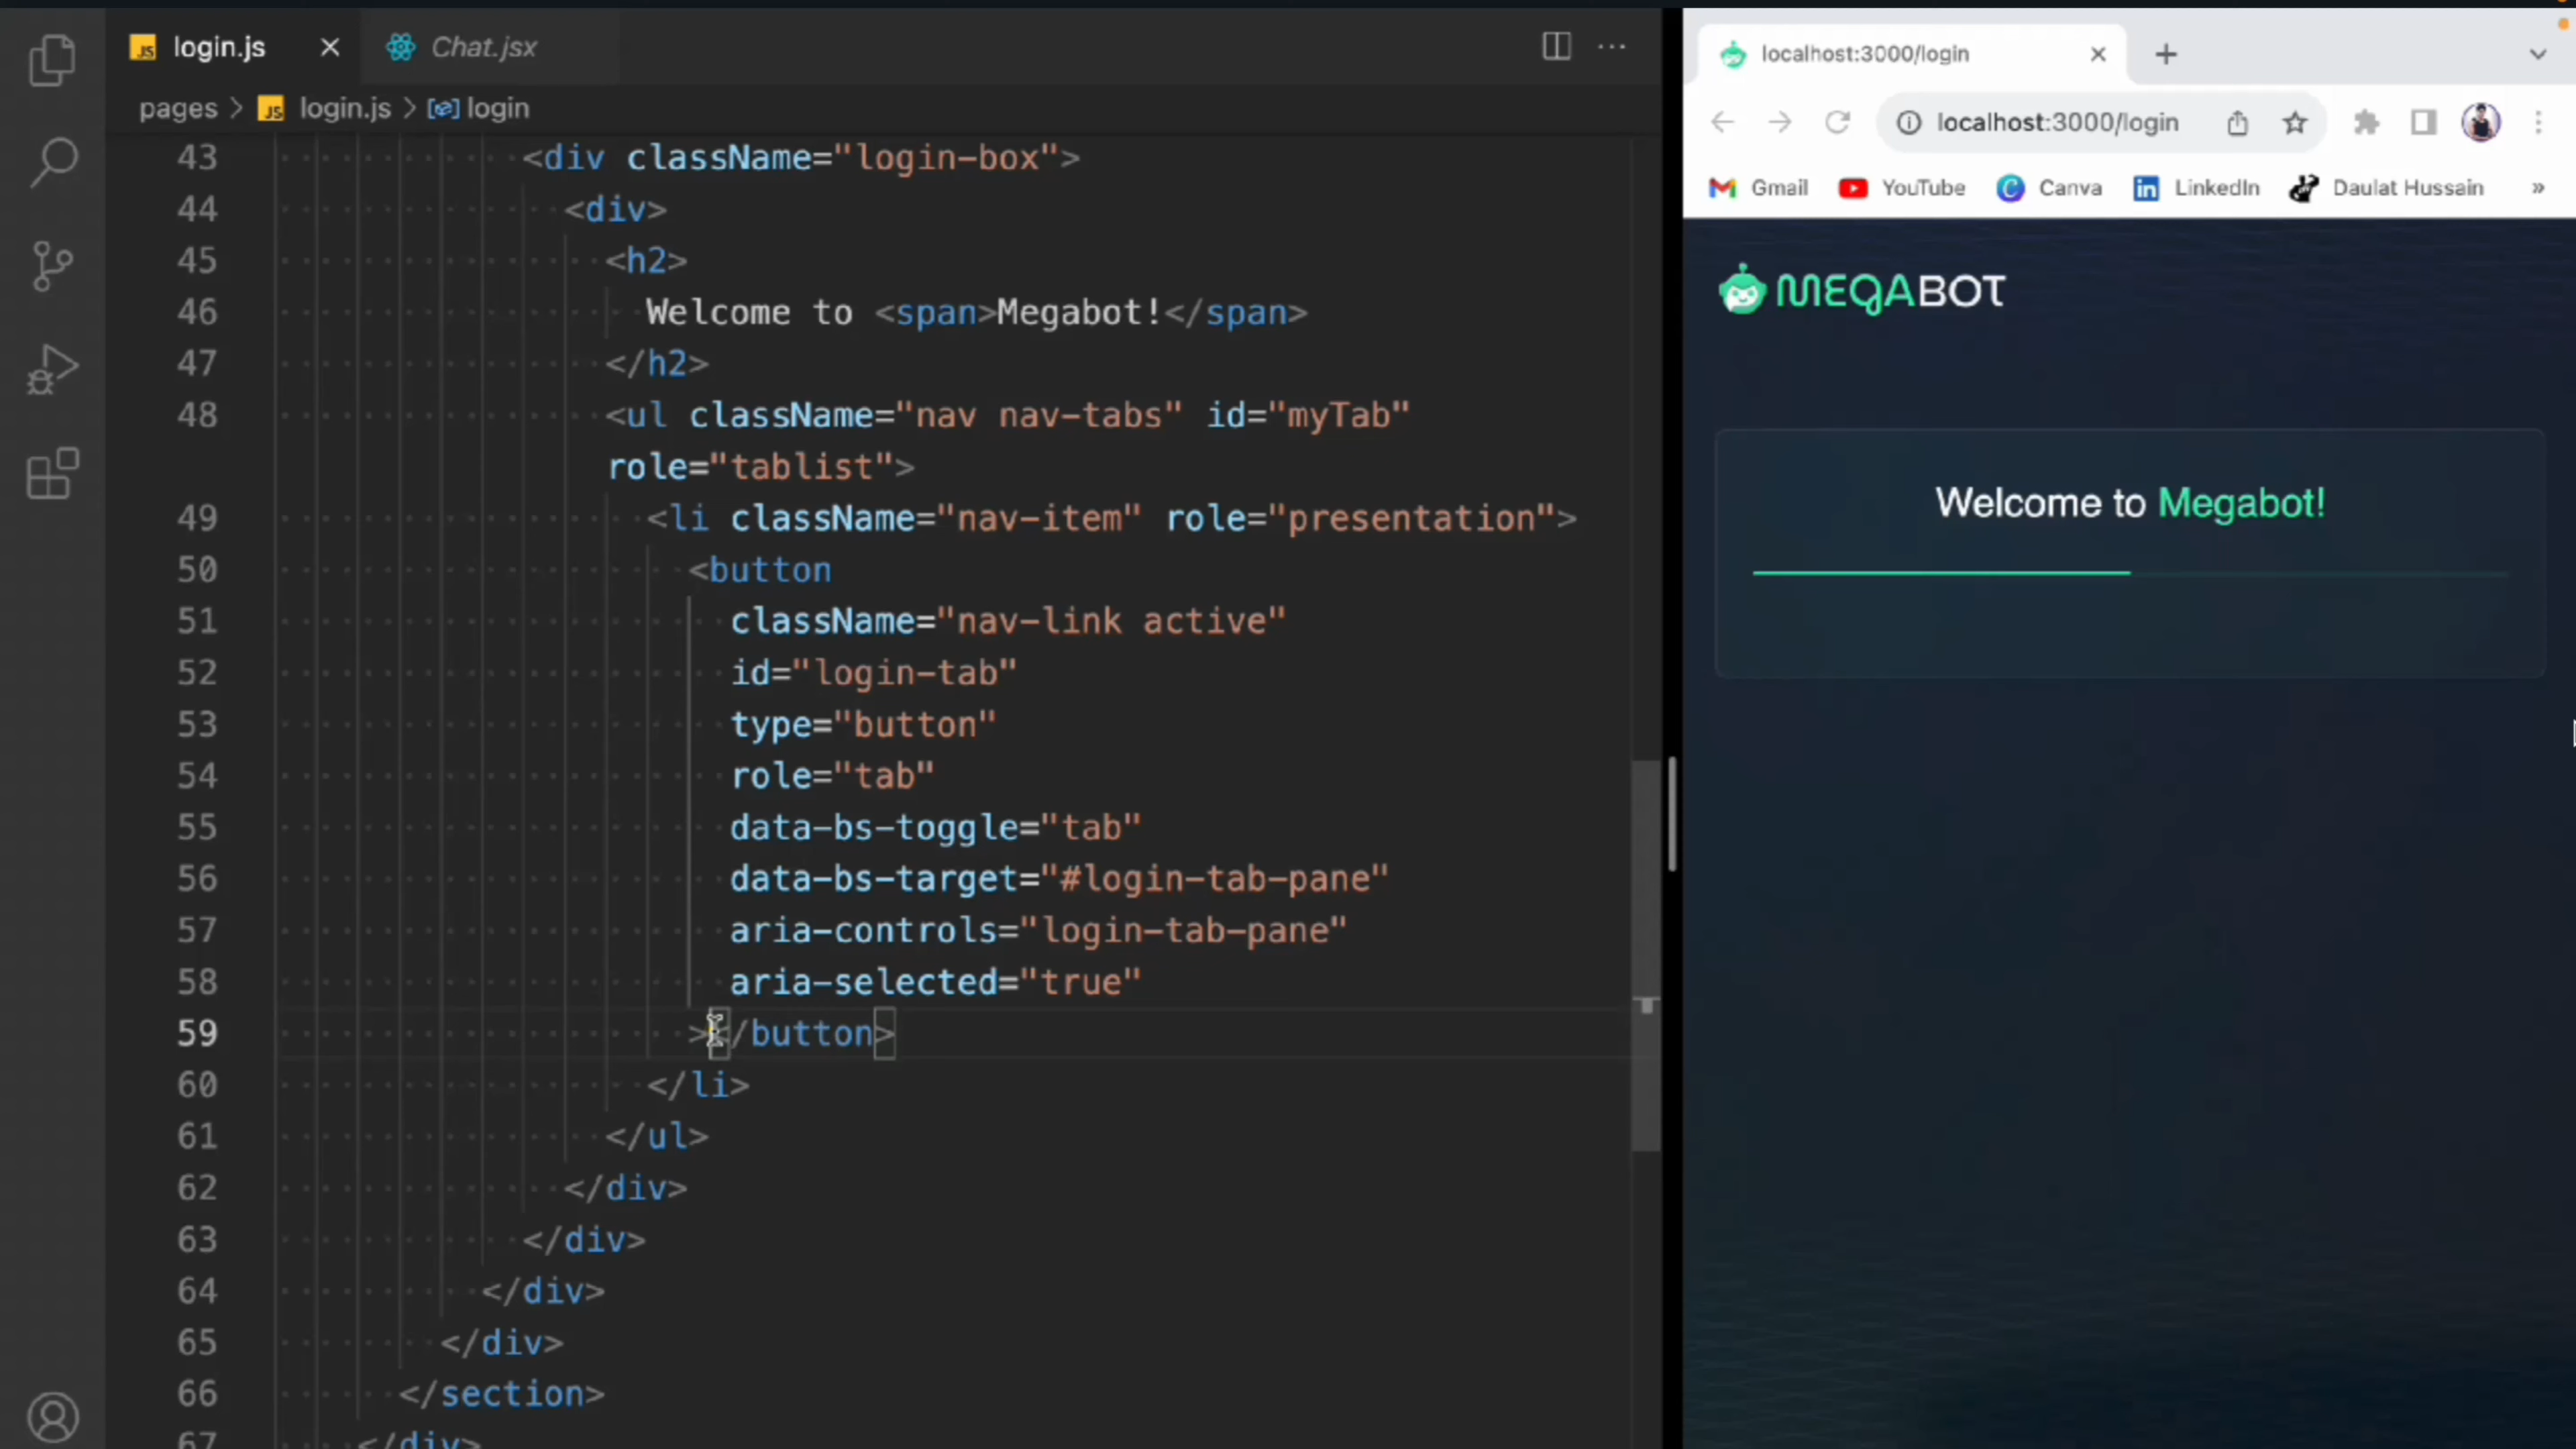 login.js
Chat.jsx
pages > login.js > login
43 <div className="login-box">
44 <div>
45 <h2>
46 Welcome to <span>Megabot!</span>
47 </h2>
48 <ul className="nav nav-tabs" id="myTab"
role="tablist">
49 <li className="nav-item" role="presentation">
50 <button
51 className="nav-link active"
52 id="login-tab"
53 type="button"
54 role="tab"
55 data-bs-toggle="tab"
56 data-bs-target="#login-tab-pane"
57 aria-controls="login-tab-pane"
58 aria-selected="true"
59 ></button>
60 </li>
61 </ul>
62 </div>
63 </div>
64 </div>
65 </div>
66 </section>
67 </div>
localhost:3000/login
localhost:3000/login
Gmail YouTube Canva LinkedIn Daulat Hussain »
MEGABOT
Welcome to Megabot!